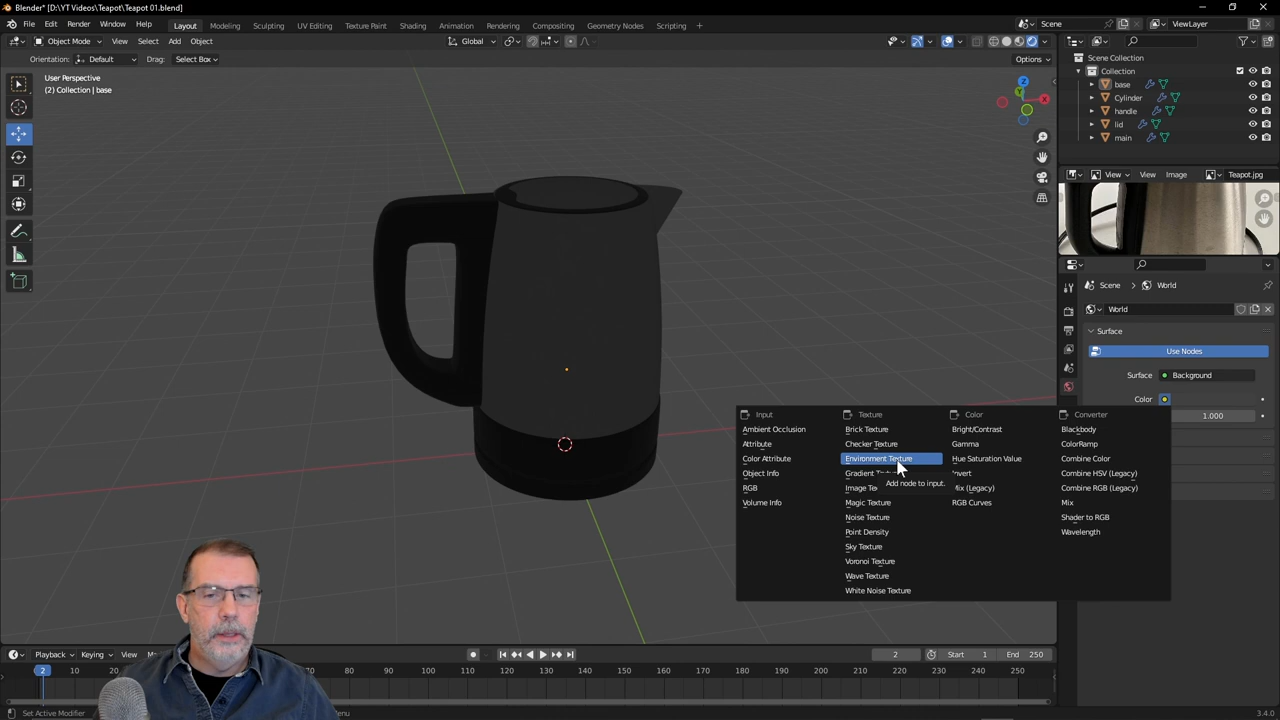 Blender* [D:\YT Videos\Teapot\Teapot 01.blend]
File Edit Render Window Help Layout Modeling Sculpting UV Editing Texture Paint Shading Animation Rendering Compositing Geometry Nodes Scripting + Scene ViewLayer
Object Mode View Select Add Object Global
Orientation: Default Drag: Select Box Options
User Perspective
(2) Collection | base
Z
Y
X
Scene Collection
Collection
base
Cylinder
handle
lid
main
View View Image Teapot.jpg
Scene World
World
Surface
Use Nodes
Surface Background
Color
1.000
Input Texture Color Converter
Ambient Occlusion Brick Texture Bright/Contrast Blackbody
Attribute Checker Texture Gamma ColorRamp
Color Attribute Environment Texture Hue Saturation Value Combine Color
Object Info Gradient Invert Combine HSV (Legacy)
Add node to input.
RGB Image Mix (Legacy) Combine RGB (Legacy)
Volume Info Magic Texture RGB Curves Mix
Noise Texture Shader to RGB
Point Density Wavelength
Sky Texture
Voronoi Texture
Wave Texture
White Noise Texture
Playback Keying View 2 Start 1 End 250
2 10 20 70 80 90 100 110 120 130 140 150 160 170 180 190 200 210 220 230 240 250
Set Active Modifier 3.4.0